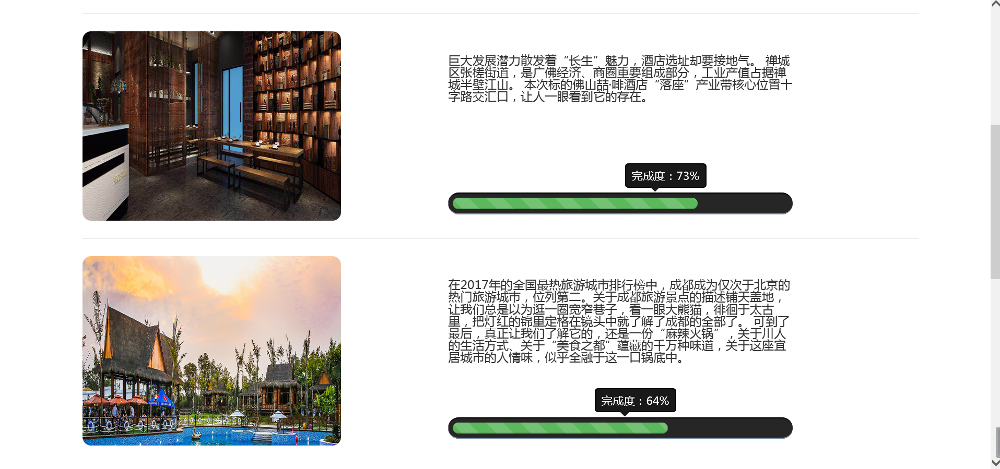 巨大发展潜力散发着“长生”魅力，酒店选址却要接地气。 禅城
区张槎街道，是广佛经济、商圈重要组成部分，工业产值占据禅
城半壁江山。 本次标的佛山喆·啡酒店“落座”产业带核心位置十
字路交汇口，让人一眼看到它的存在。
完成度：73%
在2017年的全国最热旅游城市排行榜中，成都成为仅次于北京的
热门旅游城市，位列第二。关于成都旅游景点的描述铺天盖地，
让我们总是以为逛一圈宽窄巷子，看一眼大熊猫，徘徊于太古
里，把灯红的锦里定格在镜头中就了解了成都的全部了。 可到了
最后，真正让我们了解它的，还是一份“麻辣火锅”，关于川人
的生活方式、关于“美食之都”蕴藏的千万种味道，关于这座宜
居城市的人情味，似乎全融于这一口锅底中。
完成度：64%